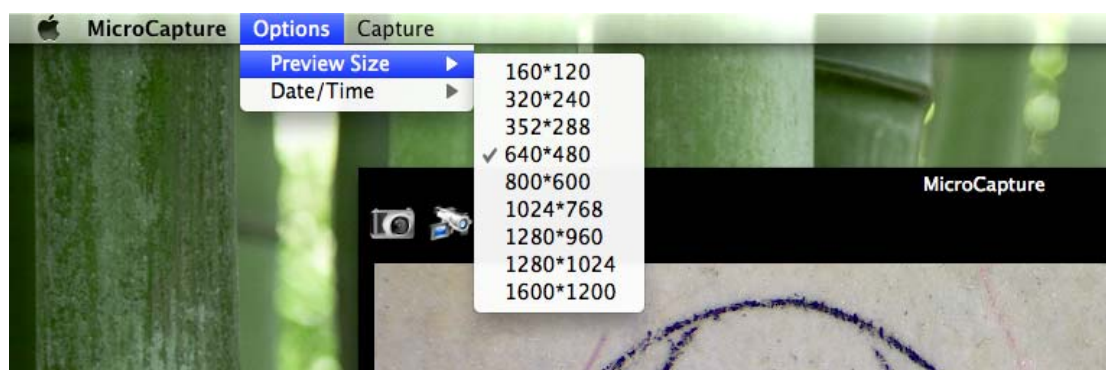 MicroCapture Options Capture
Preview Size
Date/Time
160*120
320*240
352*288
✓ 640*480
800*600
1024*768
1280*960
1280*1024
1600*1200
MicroCapture